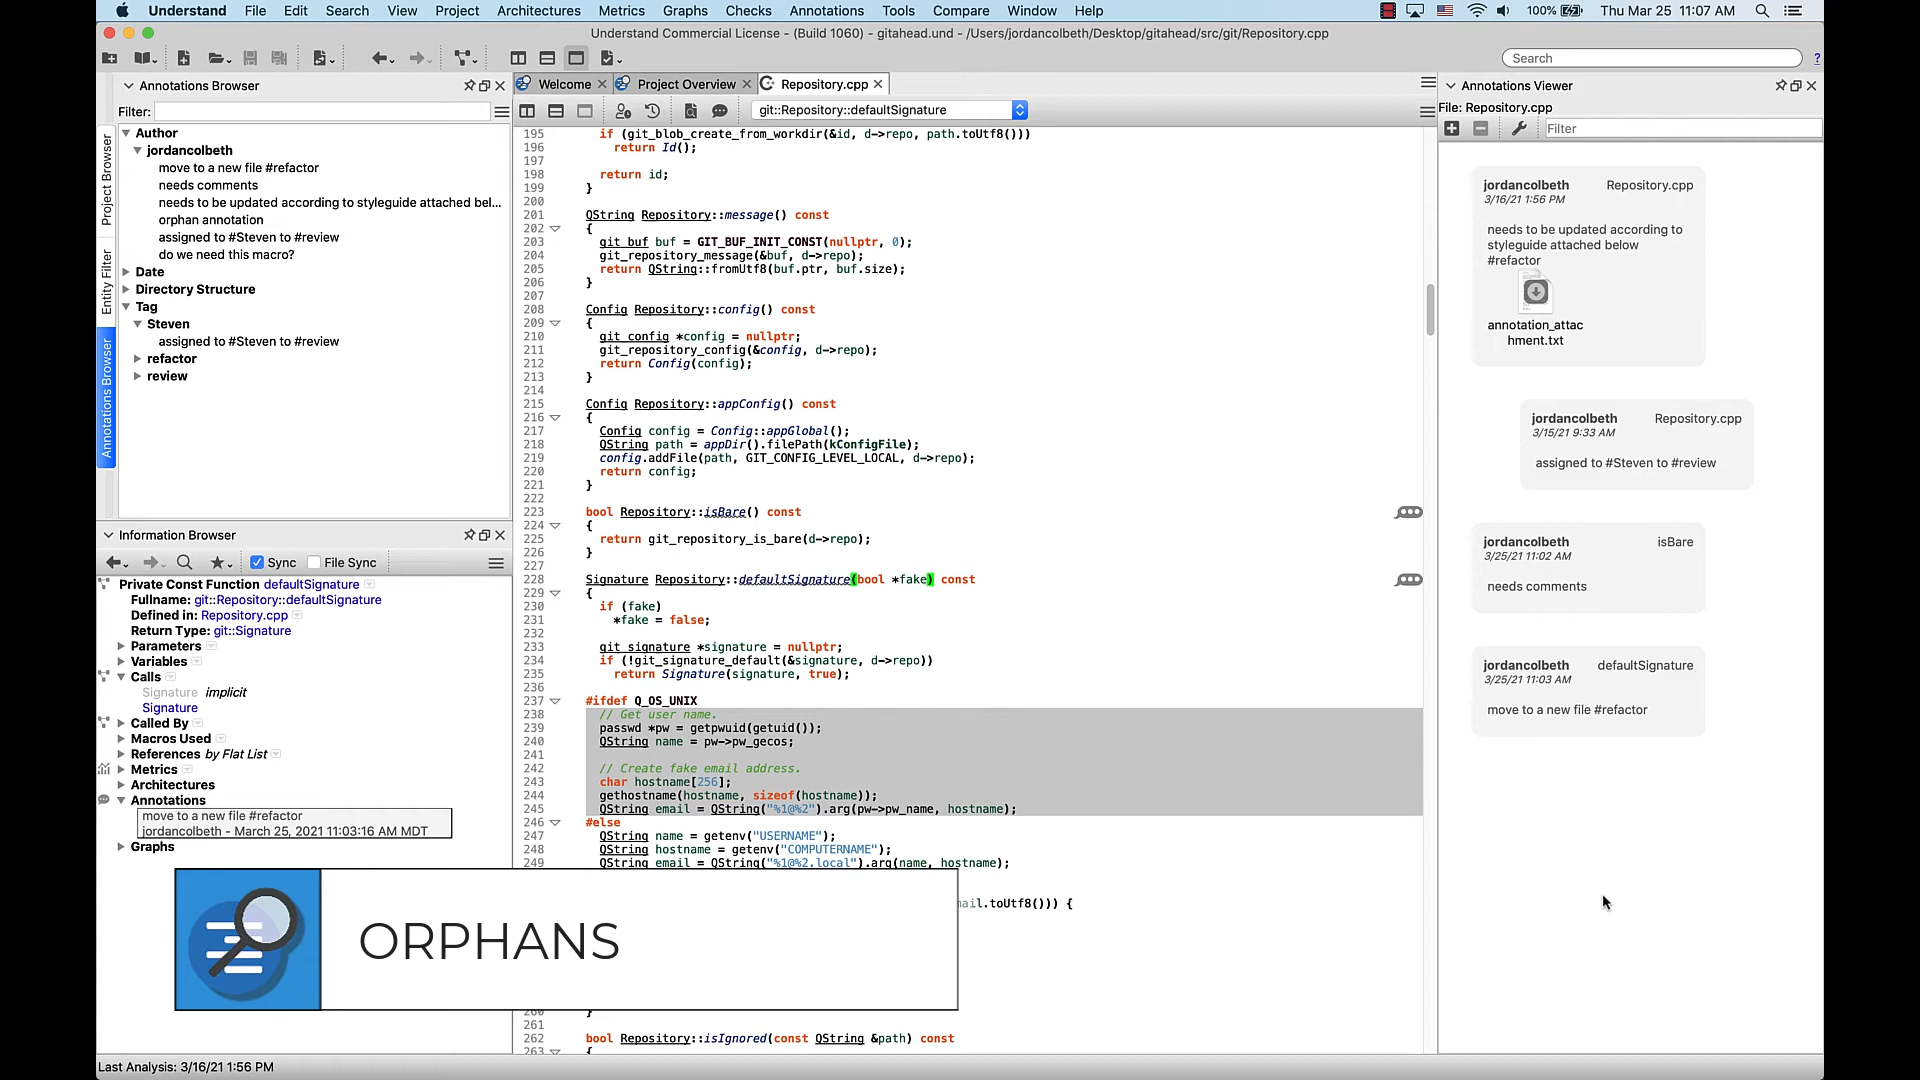 Understand File Edit Search View Project Architectures Metrics Graphs Checks Annotations Tools Compare Window Help 100% Thu Mar 25 11:07 AM
Understand Commercial License - (Build 1060) - gitahead.und - /Users/jordancolbeth/Desktop/gitahead/src/git/Repository.cpp
Search
?
Annotations Browser
Filter:
Project Browser
Entity Filter
Annotations Browser
Author
jordancolbeth
move to a new file #refactor
needs comments
needs to be updated according to styleguide attached bel...
orphan annotation
assigned to #Steven to #review
do we need this macro?
Date
Directory Structure
Tag
Steven
assigned to #Steven to #review
refactor
review
Information Browser
Sync File Sync
Private Const Function defaultSignature
Fullname: git::Repository::defaultSignature
Defined in: Repository.cpp
Return Type: git::Signature
Parameters
Variables
Calls
Signature implicit
Signature
Called By
Macros Used
References by Flat List
Metrics
Architectures
Annotations
move to a new file #refactor
jordancolbeth - March 25, 2021 11:03:16 AM MDT
Graphs
Welcome Project Overview Repository.cpp
git::Repository::defaultSignature
195 if (git_blob_create_from_workdir(&id, d->repo, path.toUtf8()))
196 return Id();
197
198 return id;
199 }
200
201 QString Repository::message() const
202 {
203 git_buf buf = GIT_BUF_INIT_CONST(nullptr, 0);
204 git_repository_message(&buf, d->repo);
205 return QString::fromUtf8(buf.ptr, buf.size);
206 }
207
208 Config Repository::config() const
209 {
210 git_config *config = nullptr;
211 git_repository_config(&config, d->repo);
212 return Config(config);
213 }
214
215 Config Repository::appConfig() const
216 {
217 Config config = Config::appGlobal();
218 QString path = appDir().filePath(kConfigFile);
219 config.addFile(path, GIT_CONFIG_LEVEL_LOCAL, d->repo);
220 return config;
221 }
222
223 bool Repository::isBare() const
224 {
225 return git_repository_is_bare(d->repo);
226 }
227
228 Signature Repository::defaultSignature(bool *fake) const
229 {
230 if (fake)
231 *fake = false;
232
233 git_signature *signature = nullptr;
234 if (!git_signature_default(&signature, d->repo))
235 return Signature(signature, true);
236
237 #ifdef Q_OS_UNIX
238 // Get user name.
239 passwd *pw = getpwuid(getuid());
240 QString name = pw->pw_gecos;
241
242 // Create fake email address.
243 char hostname[256];
244 gethostname(hostname, sizeof(hostname));
245 QString email = QString("%1@%2").arg(pw->pw_name, hostname);
246 #else
247 QString name = getenv("USERNAME");
248 QString hostname = getenv("COMPUTERNAME");
249 QString email = QString("%1@%2.local").arg(name, hostname);
mail.toUtf8())) {
260 }
261
262 bool Repository::isIgnored(const QString &path) const
263 {
ORPHANS
Annotations Viewer
File: Repository.cpp
Filter
jordancolbeth Repository.cpp
3/16/21 1:56 PM
needs to be updated according to
styleguide attached below
#refactor
annotation_attac
hment.txt
jordancolbeth Repository.cpp
3/15/21 9:33 AM
assigned to #Steven to #review
jordancolbeth isBare
3/25/21 11:02 AM
needs comments
jordancolbeth defaultSignature
3/25/21 11:03 AM
move to a new file #refactor
Last Analysis: 3/16/21 1:56 PM